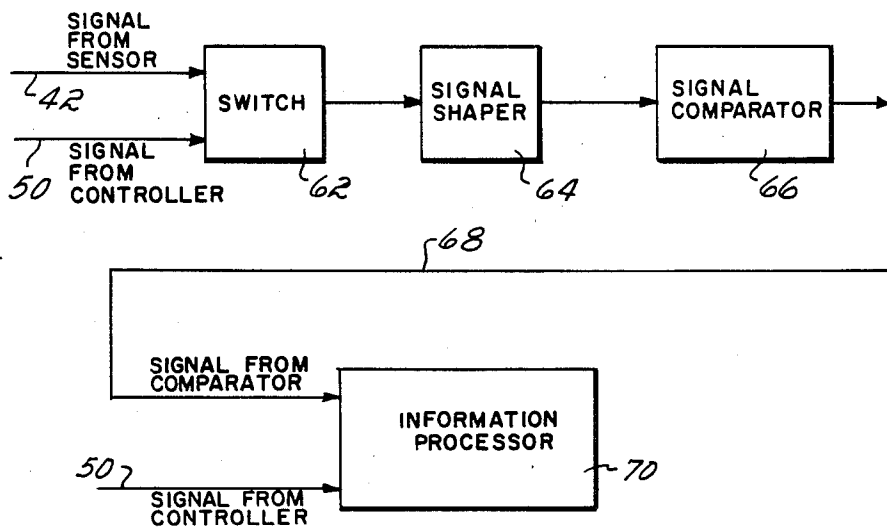 SIGNAL
FROM
SENSOR
42
50
SIGNAL
FROM
CONTROLLER
SWITCH
62
SIGNAL
SHAPER
64
SIGNAL
COMPARATOR
66
68
SIGNAL FROM
COMPARATOR
50
SIGNAL FROM
CONTROLLER
INFORMATION
PROCESSOR
70